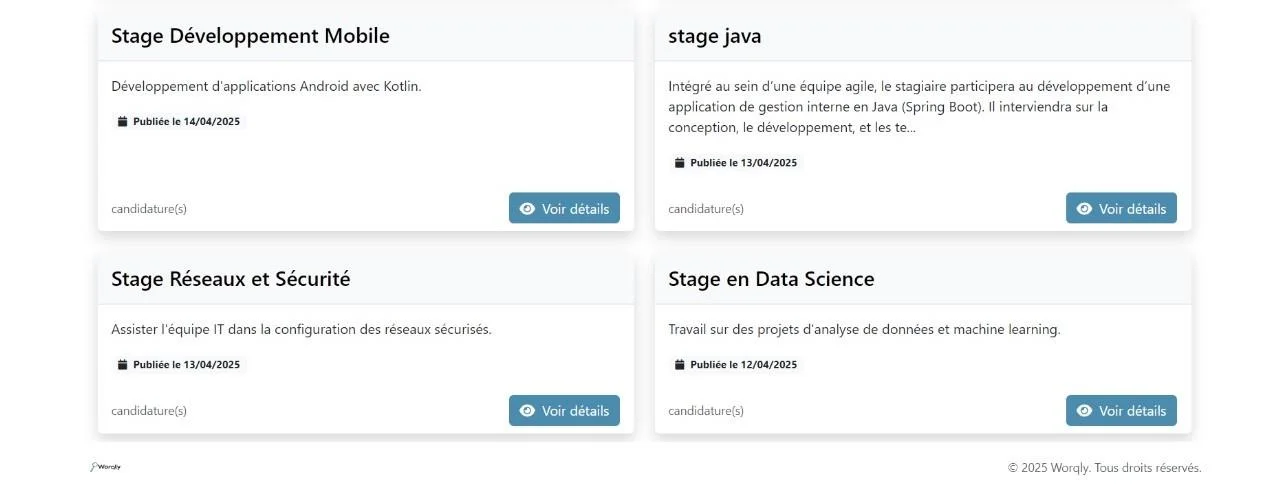 Stage Développement Mobile
Développement d'applications Android avec Kotlin.
Publiée le 14/04/2025
candidature(s)
Voir détails
stage java
Intégré au sein d’une équipe agile, le stagiaire participera au développement d’une
application de gestion interne en Java (Spring Boot). Il interviendra sur la
conception, le développement, et les te...
Publiée le 13/04/2025
candidature(s)
Voir détails
Stage Réseaux et Sécurité
Assister l'équipe IT dans la configuration des réseaux sécurisés.
Publiée le 13/04/2025
candidature(s)
Voir détails
Stage en Data Science
Travail sur des projets d'analyse de données et machine learning.
Publiée le 12/04/2025
candidature(s)
Voir détails
Worqly
© 2025 Worqly. Tous droits réservés.